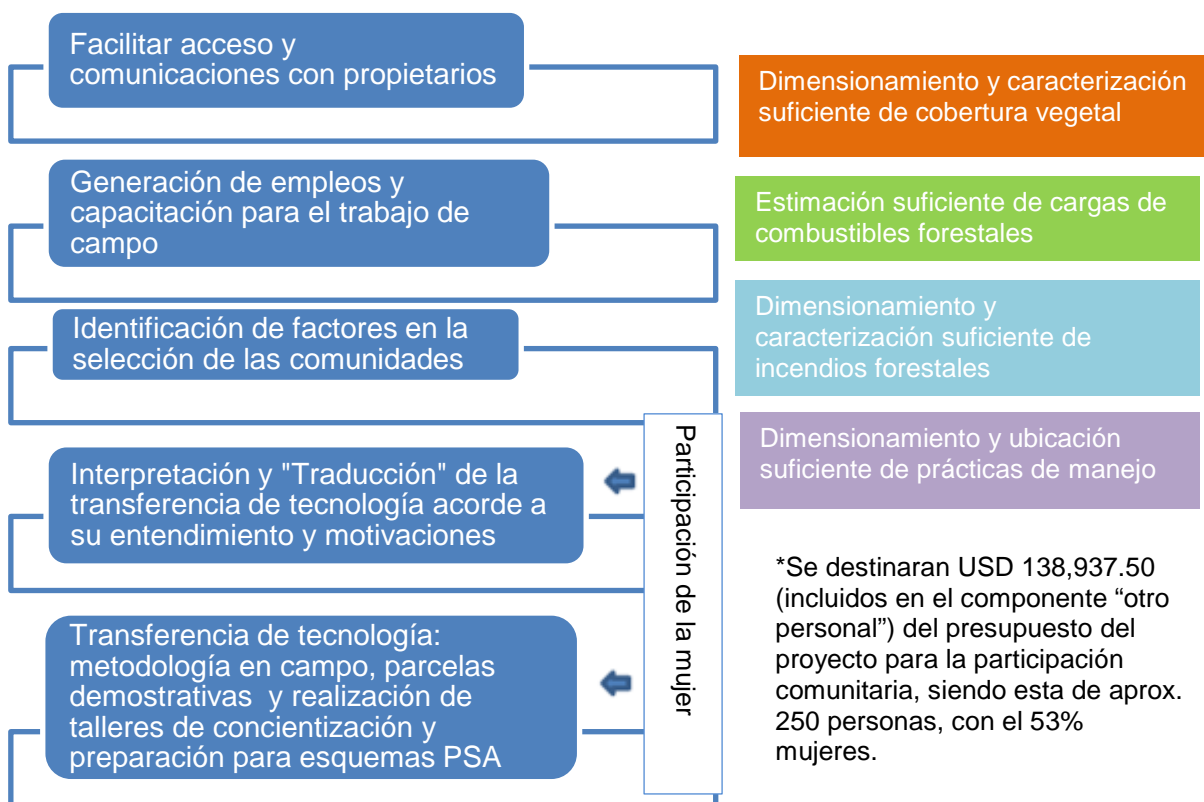 Facilitar acceso y
comunicaciones con propietarios
Generación de empleos y
capacitación para el trabajo de
campo
Identificación de factores en la
selección de las comunidades
Interpretación y "Traducción" de la
transferencia de tecnología acorde a
su entendimiento y motivaciones
Transferencia de tecnología:
metodología en campo, parcelas
demostrativas y realización de
talleres de concientización y
preparación para esquemas PSA
Participación de la mujer
Dimensionamiento y caracterización
suficiente de cobertura vegetal
Estimación suficiente de cargas de
combustibles forestales
Dimensionamiento y
caracterización suficiente de
incendios forestales
Dimensionamiento y ubicación
suficiente de prácticas de manejo
*Se destinaran USD 138,937.50
(incluidos en el componente “otro
personal”) del presupuesto del
proyecto para la participación
comunitaria, siendo esta de aprox.
250 personas, con el 53%
mujeres.